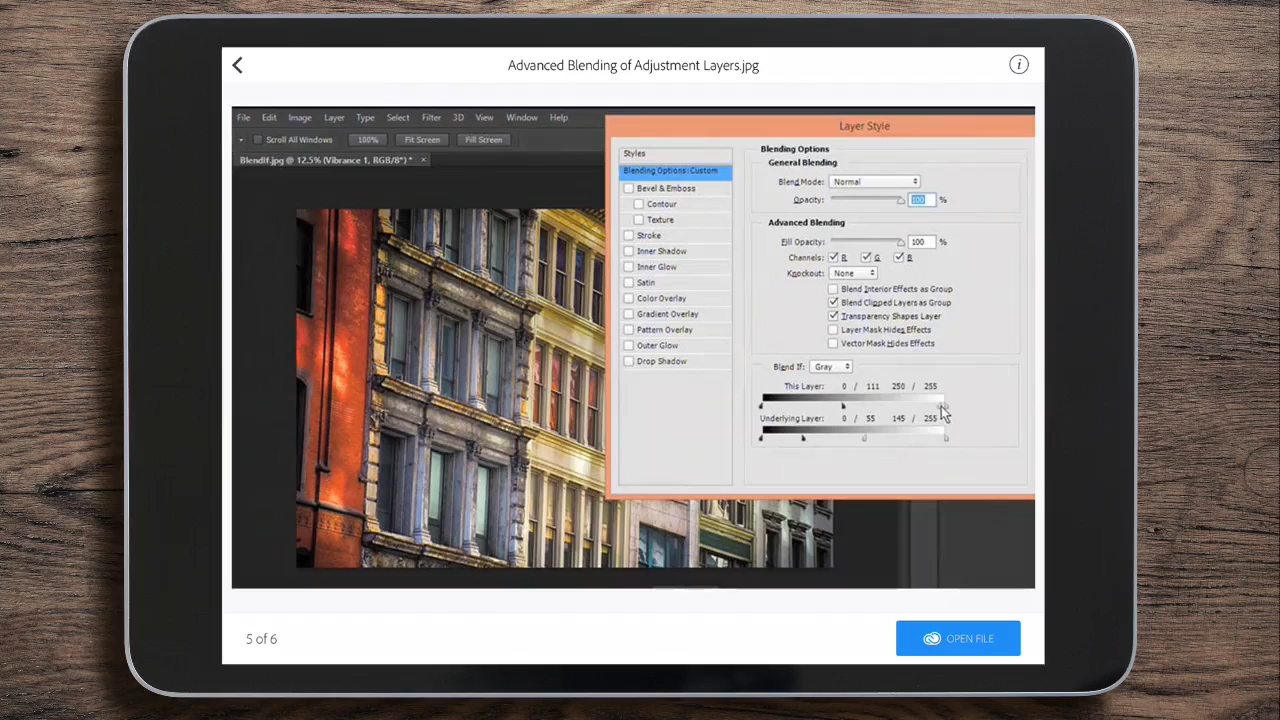 Advanced Blending of Adjustment Layers.jpg
i
File Edit Image Layer Type Select Filter 3D View Window Help
Scroll All Windows 100% Fit Screen Fill Screen
BlendIf.jpg @ 12.5% (Vibrance 1, RGB/8*) * ×
Layer Style
Styles
Blending Options: Custom
Bevel & Emboss
Contour
Texture
Stroke
Inner Shadow
Inner Glow
Satin
Color Overlay
Gradient Overlay
Pattern Overlay
Outer Glow
Drop Shadow
Blending Options
General Blending
Blend Mode: Normal
Opacity: 100 %
Advanced Blending
Fill Opacity: 100 %
Channels: R G B
Knockout: None
Blend Interior Effects as Group
Blend Clipped Layers as Group
Transparency Shapes Layer
Layer Mask Hides Effects
Vector Mask Hides Effects
Blend If: Gray
This Layer: 0 / 111 250 / 255
Underlying Layer: 0 / 55 145 / 255
5 of 6
OPEN FILE